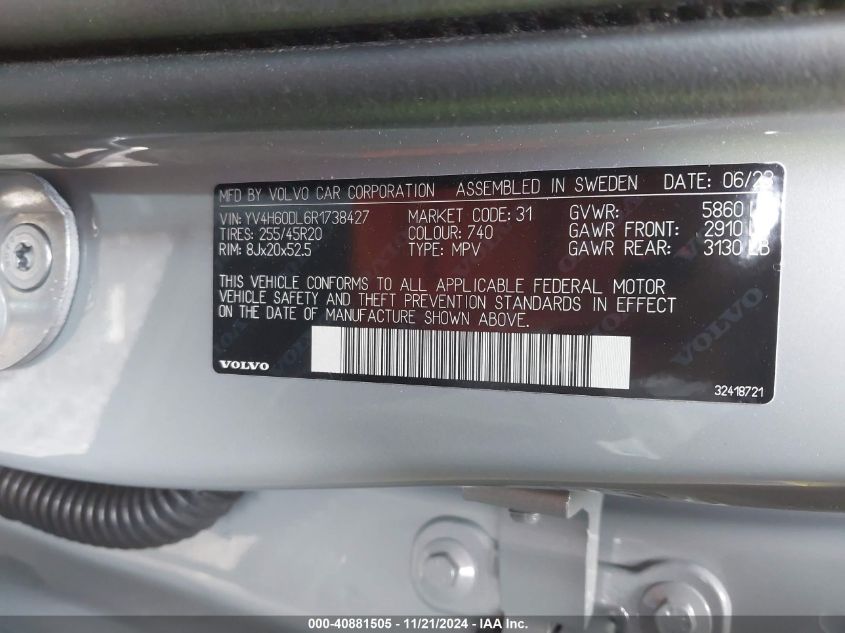 MFD BY VOLVO CAR CORPORATION ASSEMBLED IN SWEDEN DATE: 06/23
VIN: YV4H60DL6R1738427 MARKET CODE: 31 GVWR: 5860
TIRES: 255/45R20 COLOUR: 740 GAWR FRONT: 2910
RIM: 8Jx20x52.5 TYPE: MPV GAWR REAR: 3130 LB
THIS VEHICLE CONFORMS TO ALL APPLICABLE FEDERAL MOTOR
VEHICLE SAFETY AND THEFT PREVENTION STANDARDS IN EFFECT
ON THE DATE OF MANUFACTURE SHOWN ABOVE.
VOLVO
32418721
000-40881505 - 11/21/2024 - IAA Inc.